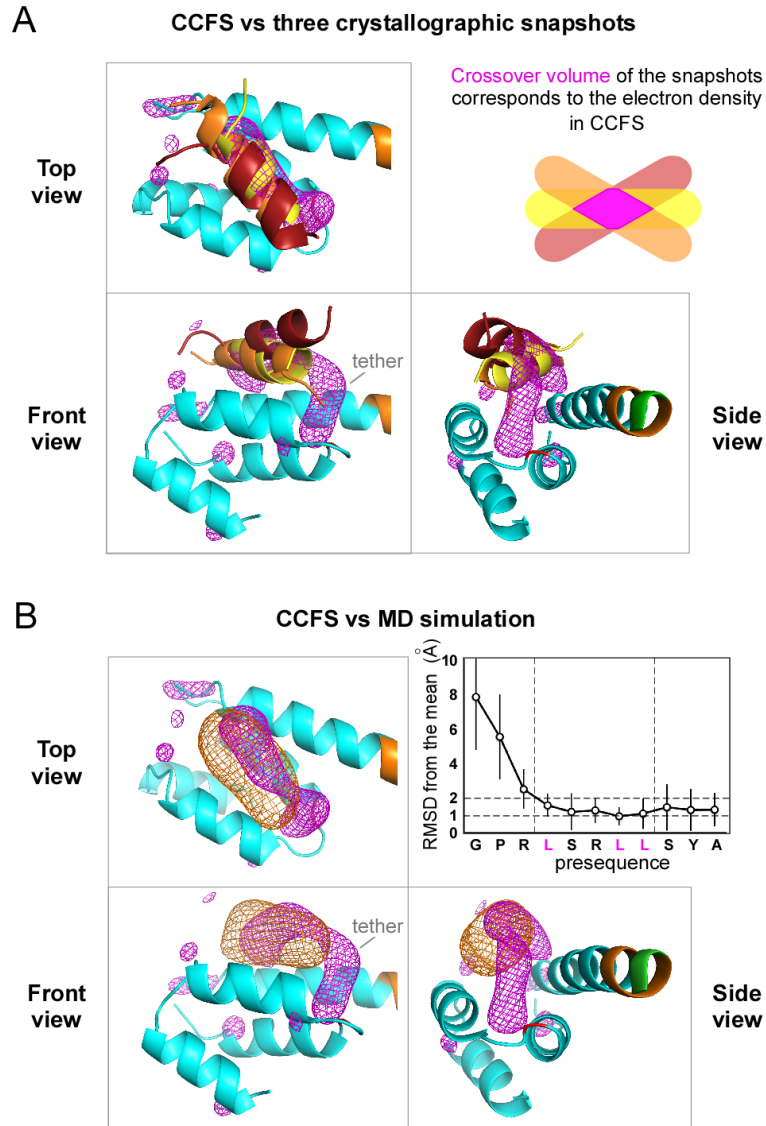 A
CCFS vs three crystallographic snapshots
Crossover volume of the snapshots
corresponds to the electron density
in CCFS
Top
view
tether
Front
view
Side
view
B
CCFS vs MD simulation
Top
view
RMSD from the mean (Å)
10
8
6
4
2
1
0
G P R L S R L L S Y A
presequence
tether
Front
view
Side
view